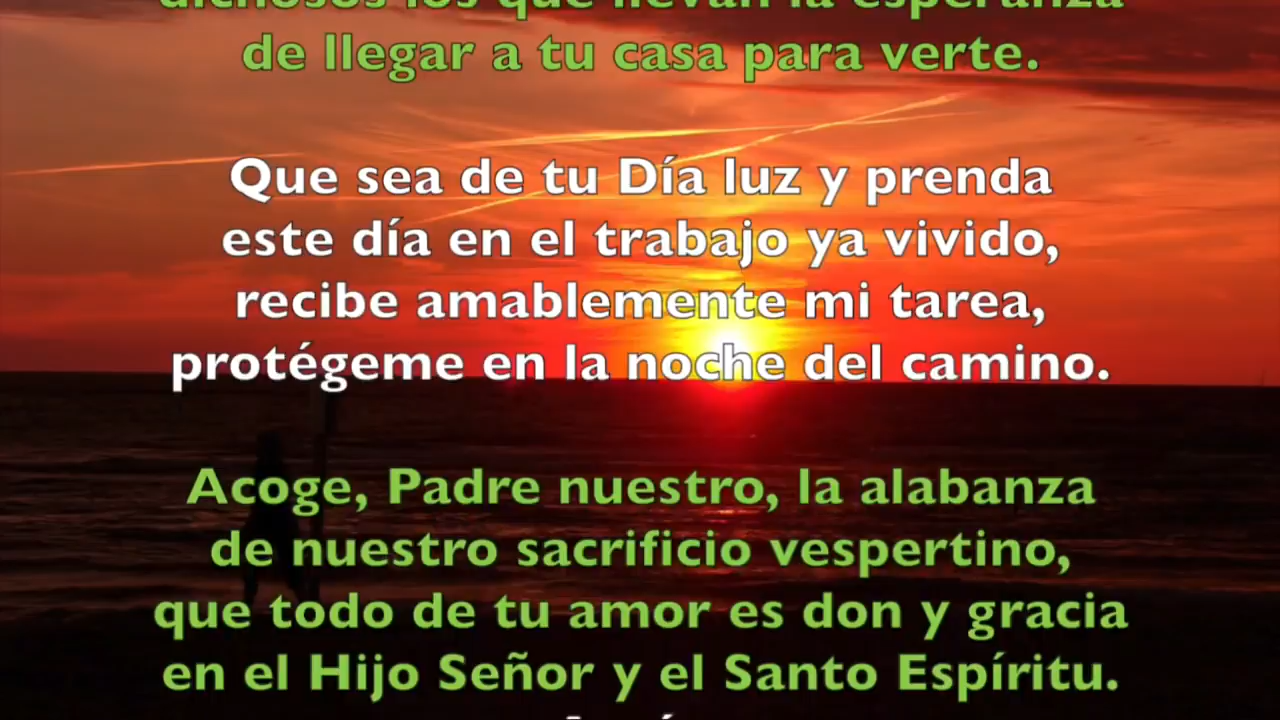 dichosos los que llevan la esperanza
de llegar a tu casa para verte.
Que sea de tu Día luz y prenda
este día en el trabajo ya vivido,
recibe amablemente mi tarea,
protégeme en la noche del camino.
Acoge, Padre nuestro, la alabanza
de nuestro sacrificio vespertino,
que todo de tu amor es don y gracia
en el Hijo Señor y el Santo Espíritu.